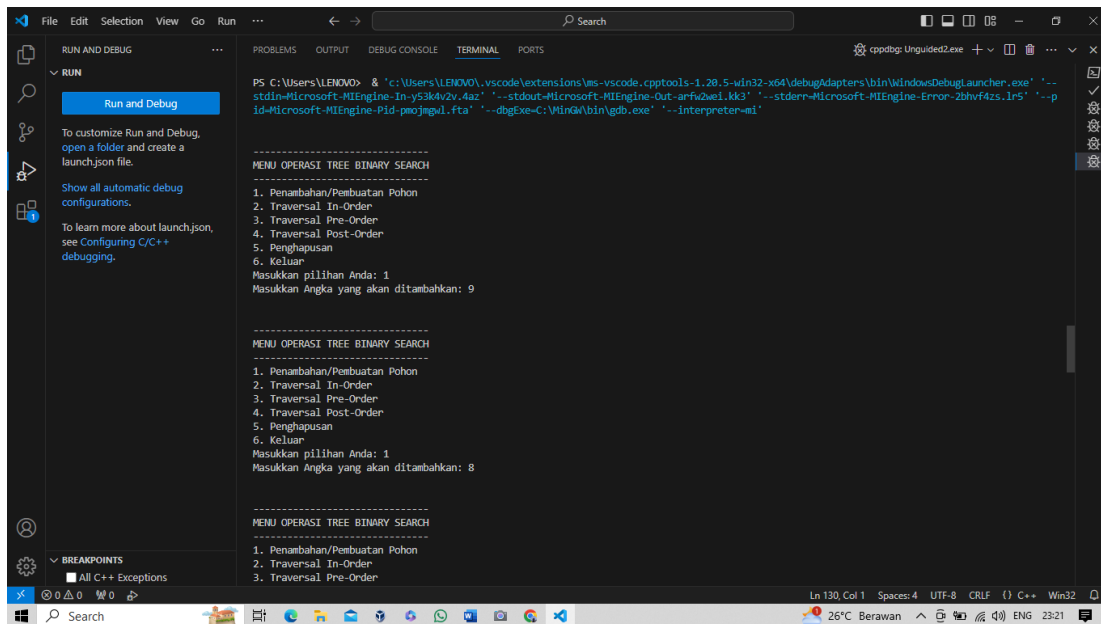 File Edit Selection View Go Run ... Search
RUN AND DEBUG ...
RUN
Run and Debug
To customize Run and Debug,
open a folder and create a
launch.json file.
Show all automatic debug
configurations.
To learn more about launch.json,
see Configuring C/C++
debugging.
BREAKPOINTS
All C++ Exceptions
1
PROBLEMS OUTPUT DEBUG CONSOLE TERMINAL PORTS cppdbg: Unguided2.exe
PS C:\Users\LENOVO> & 'c:\Users\LENOVO\.vscode\extensions\ms-vscode.cpptools-1.20.5-win32-x64\debugAdapters\bin\WindowsDebugLauncher.exe' '--
stdin=Microsoft-MIEngine-In-y53k4v2v.4az' '--stdout=Microsoft-MIEngine-Out-arfw2wei.kk3' '--stderr=Microsoft-MIEngine-Error-2bhvf4zs.lr5' '--p
id=Microsoft-MIEngine-Pid-pmojmgwl.fta' '--dbgExe=C:\MinGW\bin\gdb.exe' '--interpreter=mi'
------------------------------
MENU OPERASI TREE BINARY SEARCH
------------------------------
1. Penambahan/Pembuatan Pohon
2. Traversal In-Order
3. Traversal Pre-Order
4. Traversal Post-Order
5. Penghapusan
6. Keluar
Masukkan pilihan Anda: 1
Masukkan Angka yang akan ditambahkan: 9
------------------------------
MENU OPERASI TREE BINARY SEARCH
------------------------------
1. Penambahan/Pembuatan Pohon
2. Traversal In-Order
3. Traversal Pre-Order
4. Traversal Post-Order
5. Penghapusan
6. Keluar
Masukkan pilihan Anda: 1
Masukkan Angka yang akan ditambahkan: 8
------------------------------
MENU OPERASI TREE BINARY SEARCH
------------------------------
1. Penambahan/Pembuatan Pohon
2. Traversal In-Order
3. Traversal Pre-Order
0 0 0 Ln 130, Col 1 Spaces: 4 UTF-8 CRLF {} C++ Win32
Search 26°C Berawan ENG 23:21